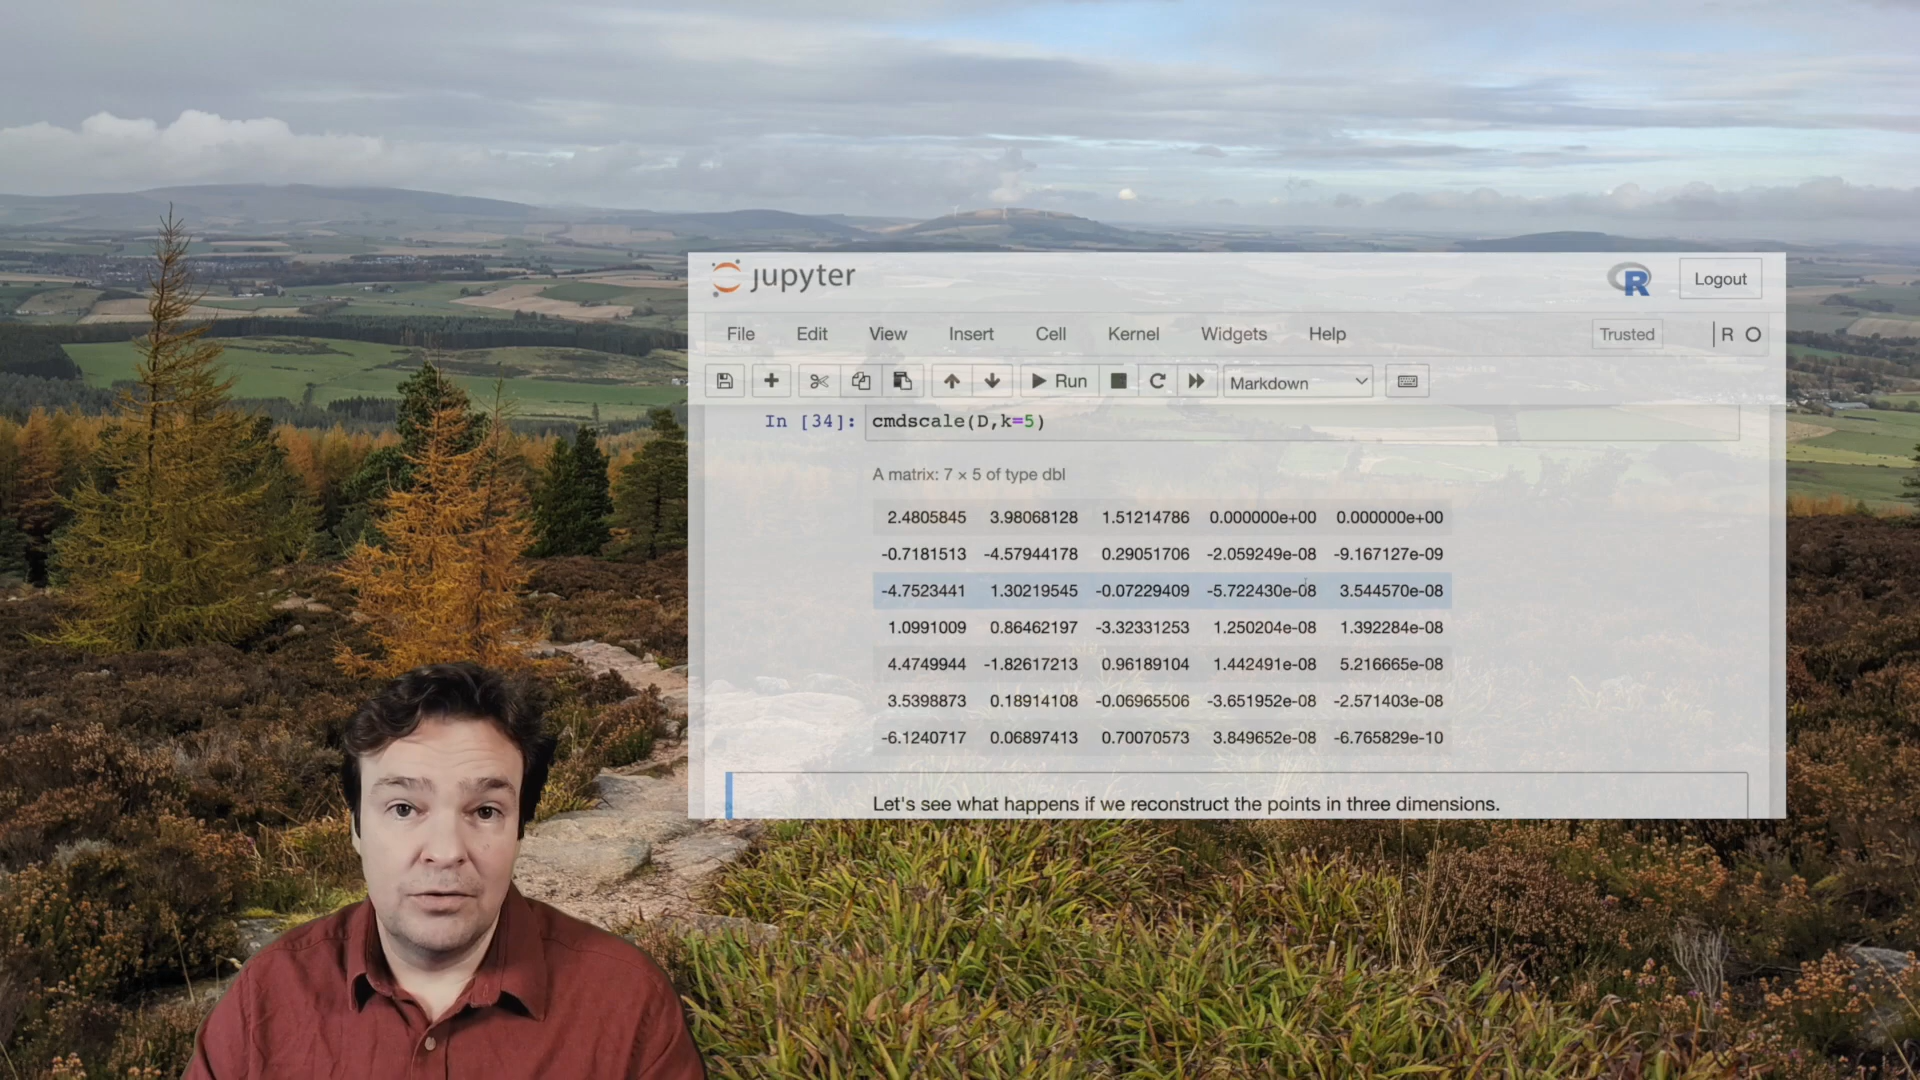 jupyter
R
Logout
File Edit View Insert Cell Kernel Widgets Help
Trusted
R
Run
Markdown
In [34]: cmdscale(D,k=5)
A matrix: 7 × 5 of type dbl
2.4805845 3.98068128 1.51214786 0.000000e+00 0.000000e+00
-0.7181513 -4.57944178 0.29051706 -2.059249e-08 -9.167127e-09
-4.7523441 1.30219545 -0.07229409 -5.722430e-08 3.544570e-08
1.0991009 0.86462197 -3.32331253 1.250204e-08 1.392284e-08
4.4749944 -1.82617213 0.96189104 1.442491e-08 5.216665e-08
3.5398873 0.18914108 -0.06965506 -3.651952e-08 -2.571403e-08
-6.1240717 0.06897413 0.70070573 3.849652e-08 -6.765829e-10
Let's see what happens if we reconstruct the points in three dimensions.